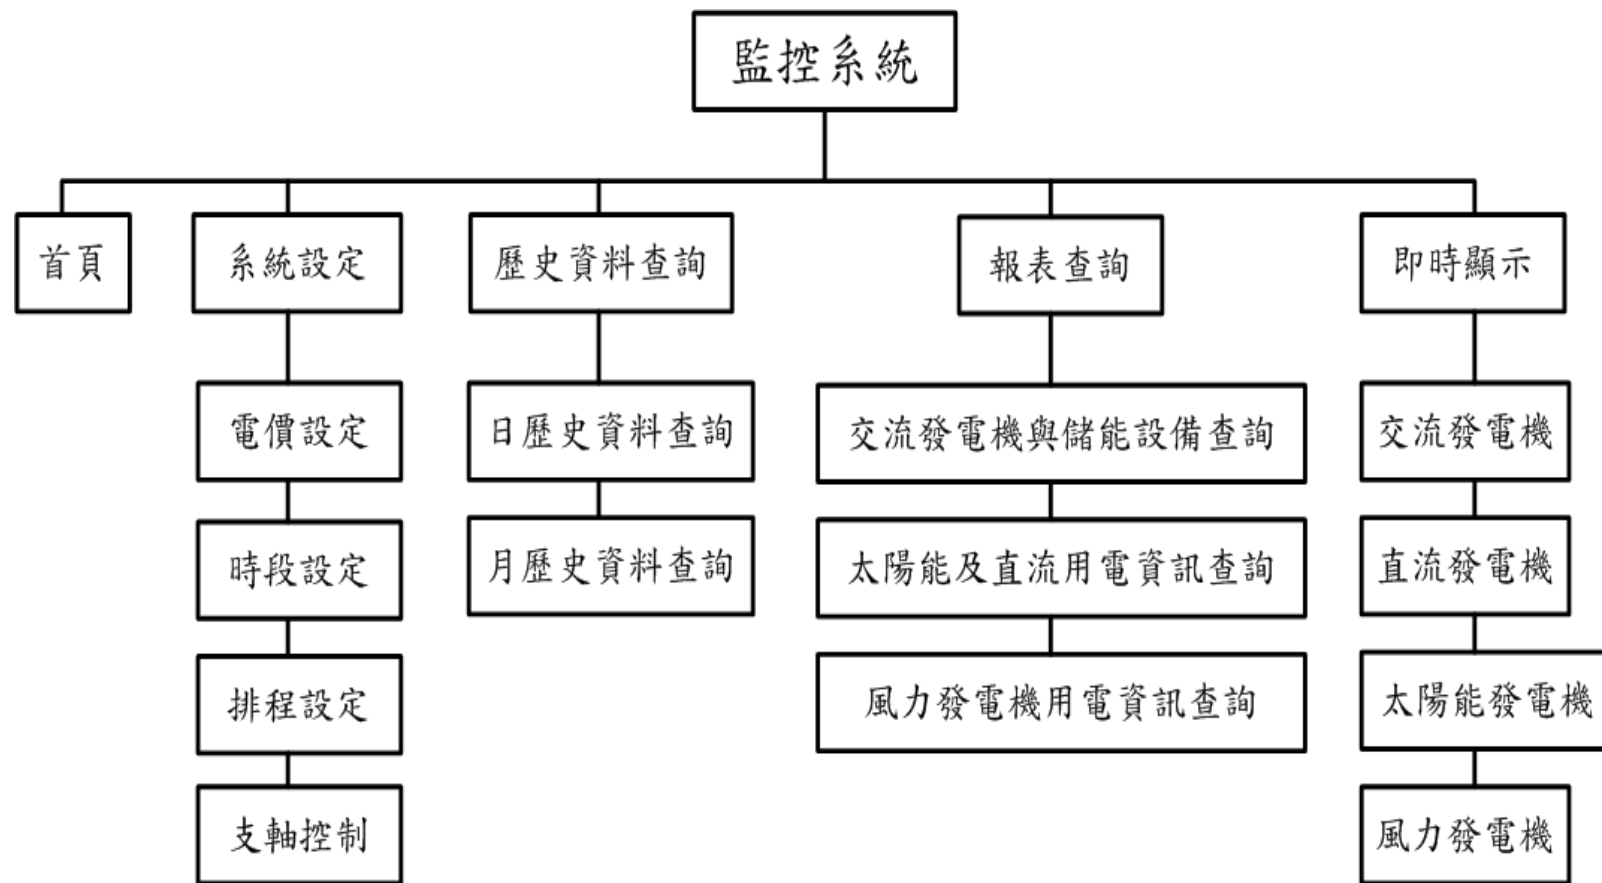 監控系統
首頁
系統設定
歷史資料查詢
報表查詢
即時顯示
電價設定
日歷史資料查詢
交流發電機與儲能設備查詢
交流發電機
時段設定
月歷史資料查詢
太陽能及直流用電資訊查詢
直流發電機
排程設定
風力發電機用電資訊查詢
太陽能發電機
支軸控制
風力發電機